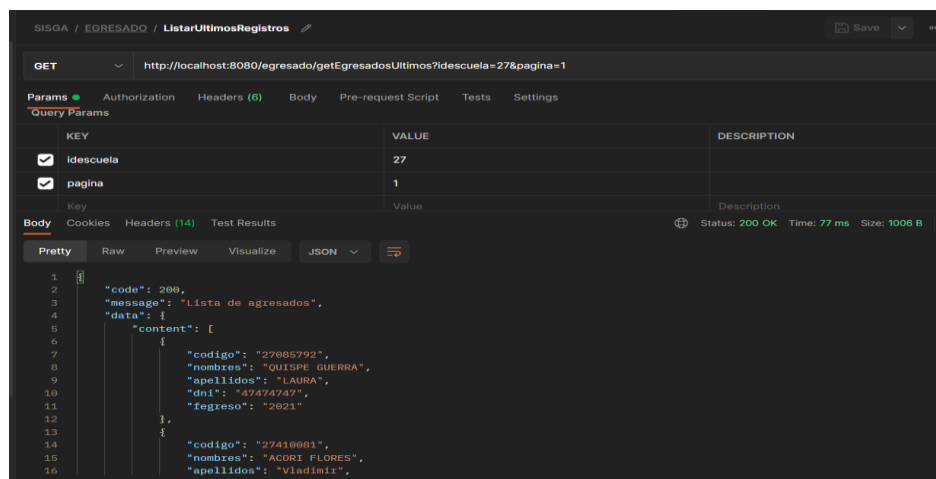 SISGA / EGRESADO / ListarUltimosRegistros
Save
GET http://localhost:8080/egresado/getEgresadosUltimos?idescuela=27&pagina=1
Params Authorization Headers (6) Body Pre-request Script Tests Settings
Query Params
KEY VALUE DESCRIPTION
idescuela 27
pagina 1
Key Value Description
Body Cookies Headers (14) Test Results Status: 200 OK Time: 77 ms Size: 1006 B
Pretty Raw Preview Visualize JSON
1 {
2 "code": 200,
3 "message": "Lista de agresados",
4 "data": {
5 "content": [
6 {
7 "codigo": "27085792",
8 "nombres": "QUISPE GUERRA",
9 "apellidos": "LAURA",
10 "dni": "47474747",
11 "fegreso": "2021"
12 },
13 {
14 "codigo": "27410081",
15 "nombres": "ACORI FLORES",
16 "apellidos": "Vladimir",